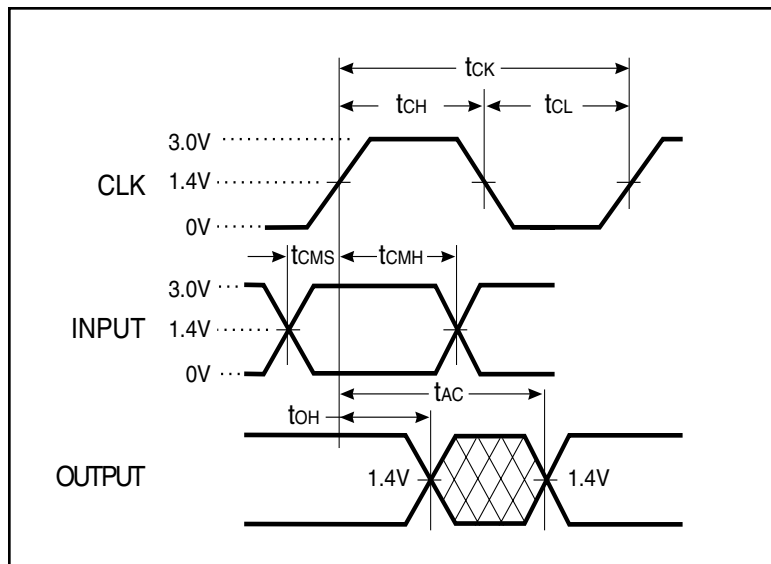 tCK
tCH tCL
3.0V
CLK 1.4V
0V
tCMS tCMH
3.0V
INPUT 1.4V
0V
tAC
tOH
OUTPUT 1.4V 1.4V